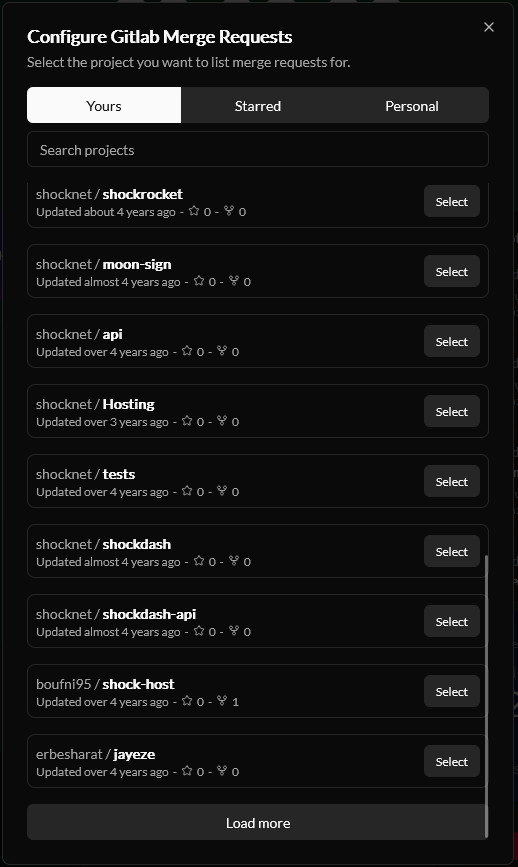 Configure Gitlab Merge Requests
Select the project you want to list merge requests for.
Yours Starred Personal
Search projects
shocknet / shockrocket
Updated about 4 years ago - 0 - 0
Select
shocknet / moon-sign
Updated almost 4 years ago - 0 - 0
Select
shocknet / api
Updated over 4 years ago - 0 - 0
Select
shocknet / Hosting
Updated over 3 years ago - 0 - 0
Select
shocknet / tests
Updated over 4 years ago - 0 - 0
Select
shocknet / shockdash
Updated almost 4 years ago - 0 - 0
Select
shocknet / shockdash-api
Updated almost 4 years ago - 0 - 0
Select
boufni95 / shock-host
Updated over 4 years ago - 0 - 1
Select
erbesharat / jayeze
Updated over 4 years ago - 0 - 0
Select
Load more